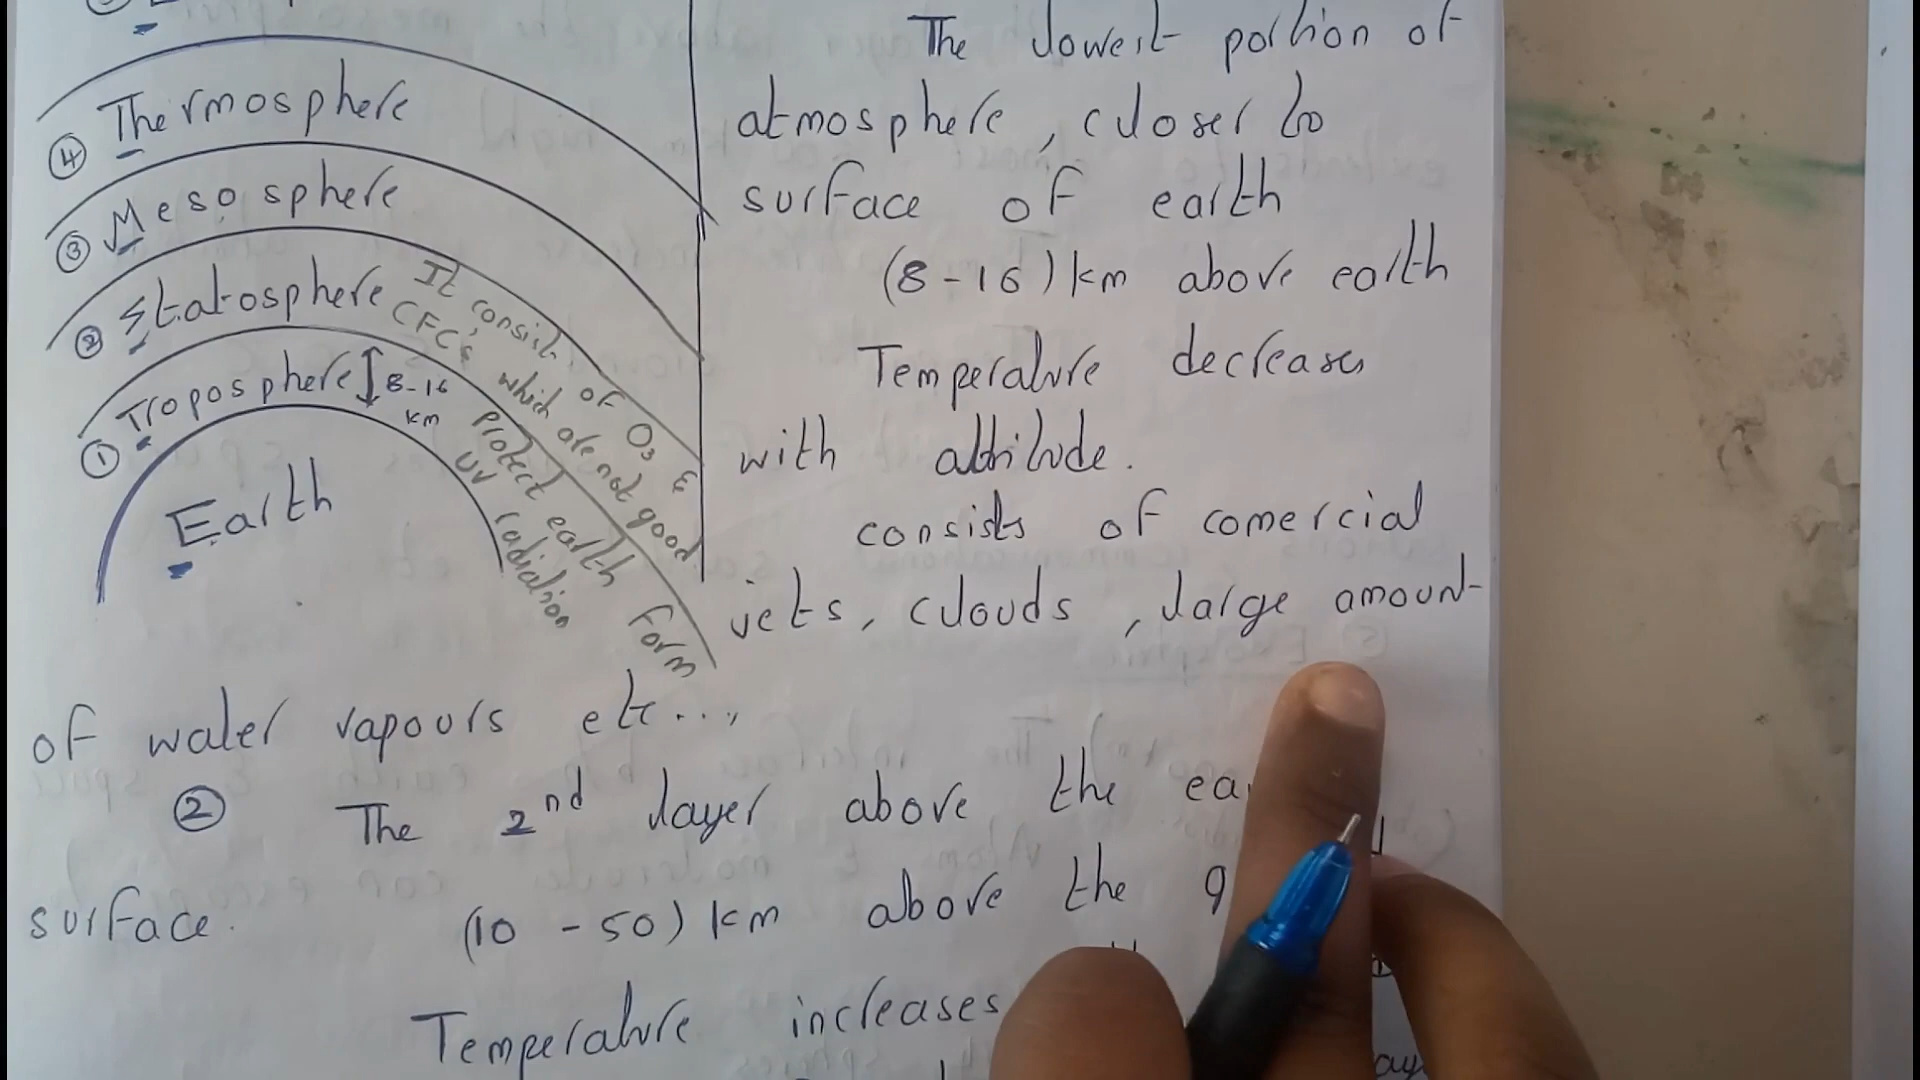 ④ Thermosphere
③ Mesosphere
② Statosphere
It consist of O3 &
CFC's which are not good
① Troposphere 8-16
km
Protect earth form
UV radiation
Earth
The lowest portion of
atmosphere, closer to
surface of earth
(8-16) km above earth
Temperature decreases
with altitude.
consists of comercial
jets, clouds, large amount
of water vapours etc...,
② The 2nd layer above the ea
surface. (10-50) km above the g
Temperature increases